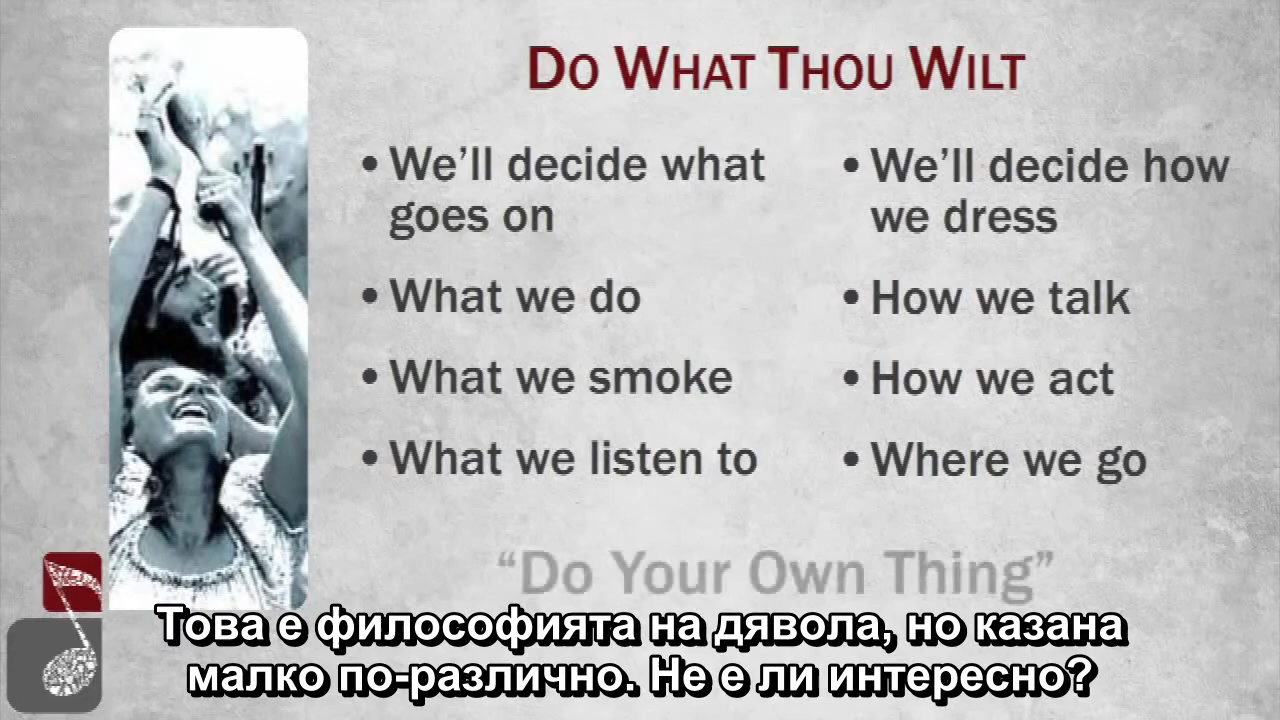 DO WHAT THOU WILT
• We’ll decide what
goes on
• What we do
• What we smoke
• What we listen to
• We’ll decide how
we dress
• How we talk
• How we act
• Where we go
“Do Your Own Thing”
Това е философията на дявола, но казана
малко по-различно. Не е ли интересно?